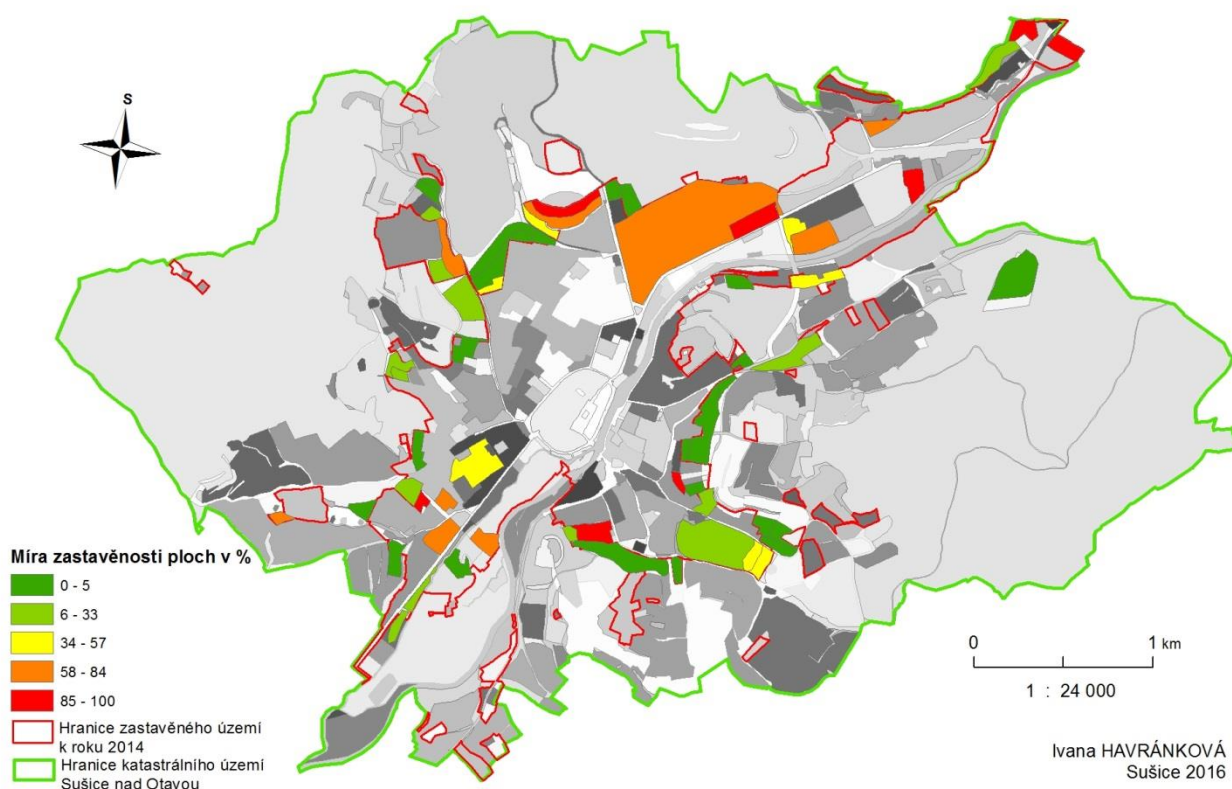 S
Míra zastavěnosti ploch v %
0 - 5
6 - 33
34 - 57
58 - 84
85 - 100
Hranice zastavěného území
k roku 2014
Hranice katastrálního území
Sušice nad Otavou
0 1 km
1 : 24 000
Ivana HAVRÁNKOVÁ
Sušice 2016